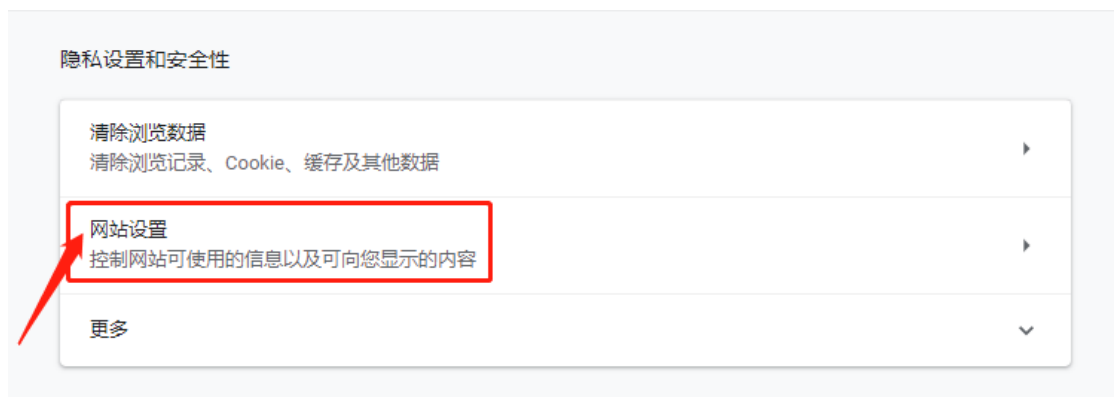 隐私设置和安全性
清除浏览数据
清除浏览记录、Cookie、缓存及其他数据
网站设置
控制网站可使用的信息以及可向您显示的内容
更多